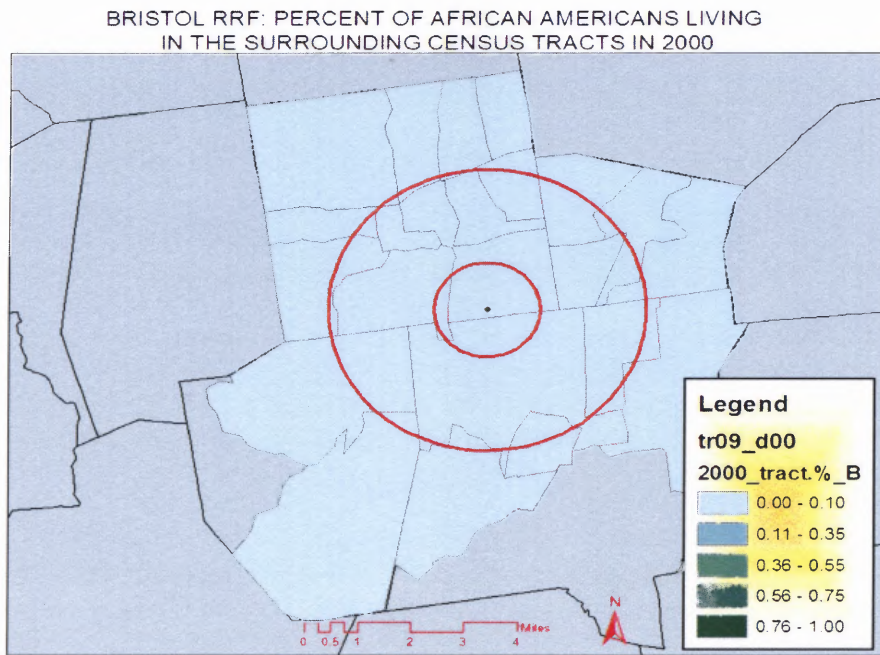 BRISTOL RRF: PERCENT OF AFRICAN AMERICANS LIVING
IN THE SURROUNDING CENSUS TRACTS IN 2000
Legend
tr09_d00
2000_tract.%_B
0.00 - 0.10
0.11 - 0.35
0.36 - 0.55
0.56 - 0.75
0.76 - 1.00
N
Miles
0 0.5 1 2 3 4